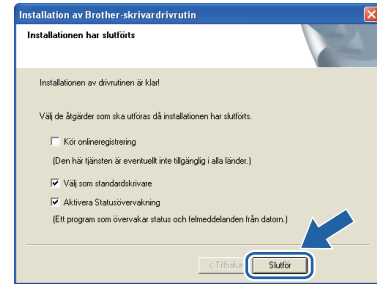 Installation av Brother-skrivardrivrutin
Installationen har slutförts
Installationen av drivrutinen är klar!
Välj de åtgärder som ska utföras då installationen har slutförts.
Kör onlineregistrering
(Den här tjänsten är eventuellt inte tillgänglig i alla länder.)
Välj som standardskrivare
Aktivera Statusövervakning
(Ett program som övervakar status och felmeddelanden från datorn.)
< Tillbaka
Slutför